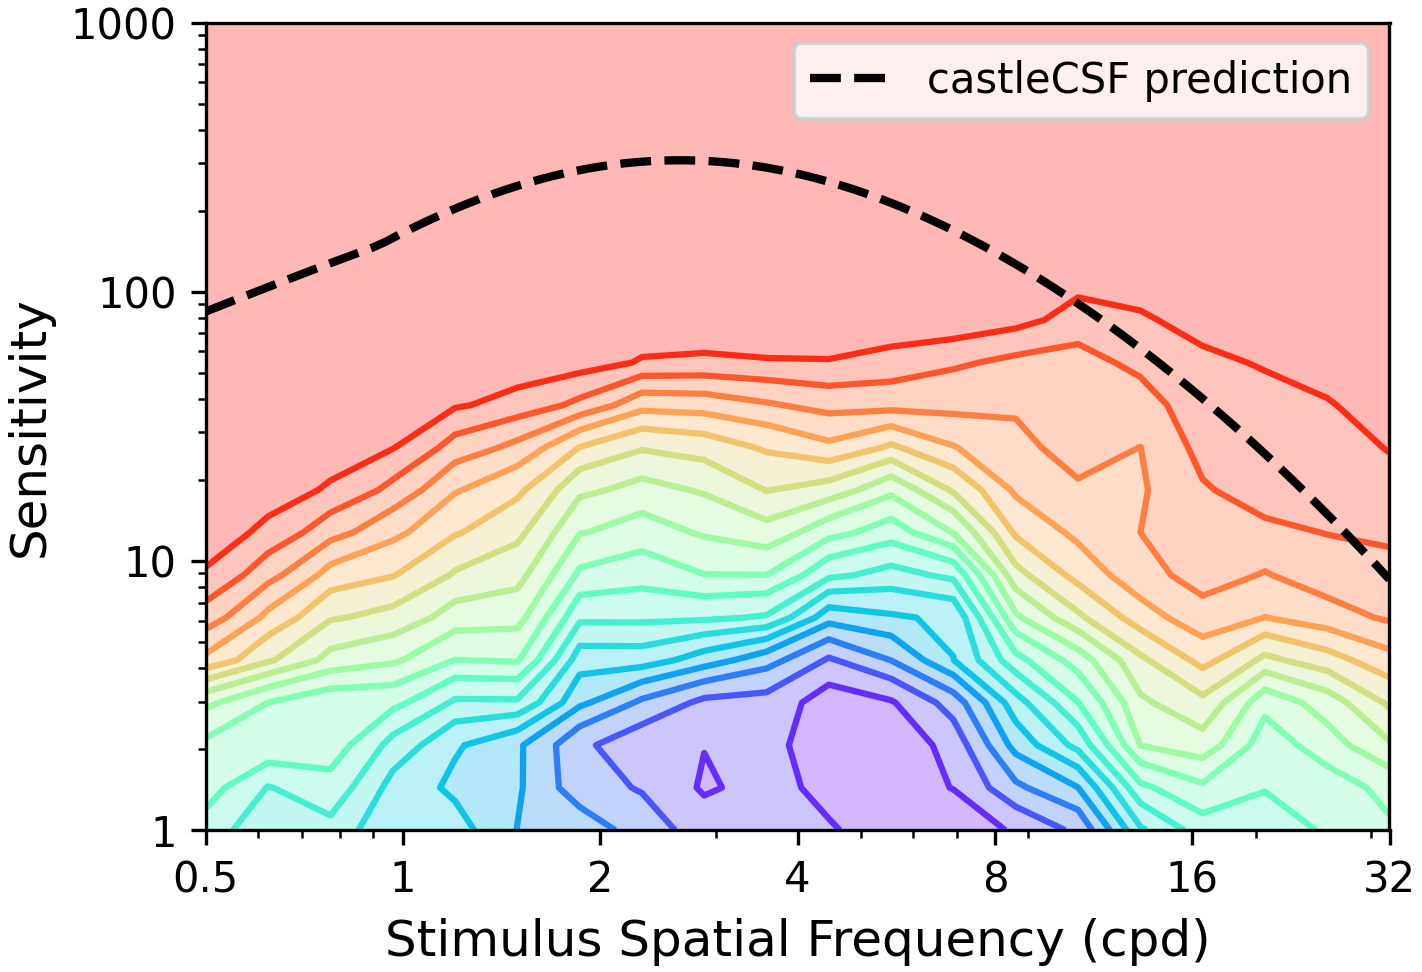 1000
100
10
1
Sensitivity
castleCSF prediction
0.5 1 2 4 8 16 32
Stimulus Spatial Frequency (cpd)